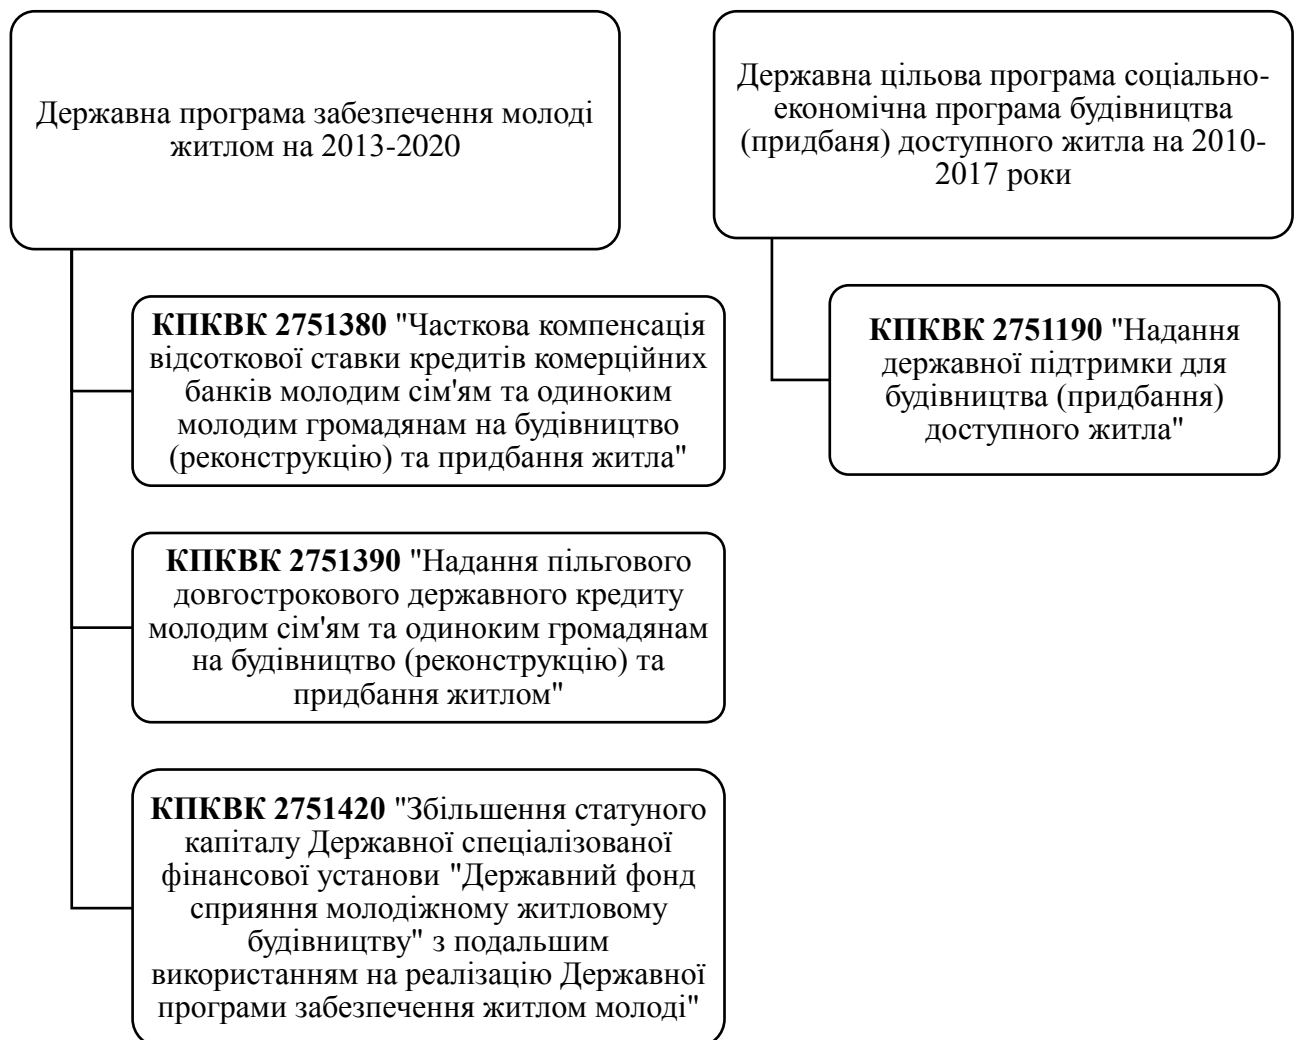 Державна програма забезпечення молоді
житлом на 2013-2020
КПКВК 2751380 "Часткова компенсація
відсоткової ставки кредитів комерційних
банків молодим сім'ям та одиноким
молодим громадянам на будівництво
(реконструкцію) та придбання житла"
КПКВК 2751390 "Надання пільгового
довгострокового державного кредиту
молодим сім'ям та одиноким громадянам
на будівництво (реконструкцію) та
придбання житлом"
КПКВК 2751420 "Збільшення статуного
капіталу Державної спеціалізованої
фінансової установи "Державний фонд
сприяння молодіжному житловому
будівництву" з подальшим
використанням на реалізацію Державної
програми забезпечення житлом молоді"
Державна цільова програма соціально-
економічна програма будівництва
(придбаня) доступного житла на 2010-
2017 роки
КПКВК 2751190 "Надання
державної підтримки для
будівництва (придбання)
доступного житла"